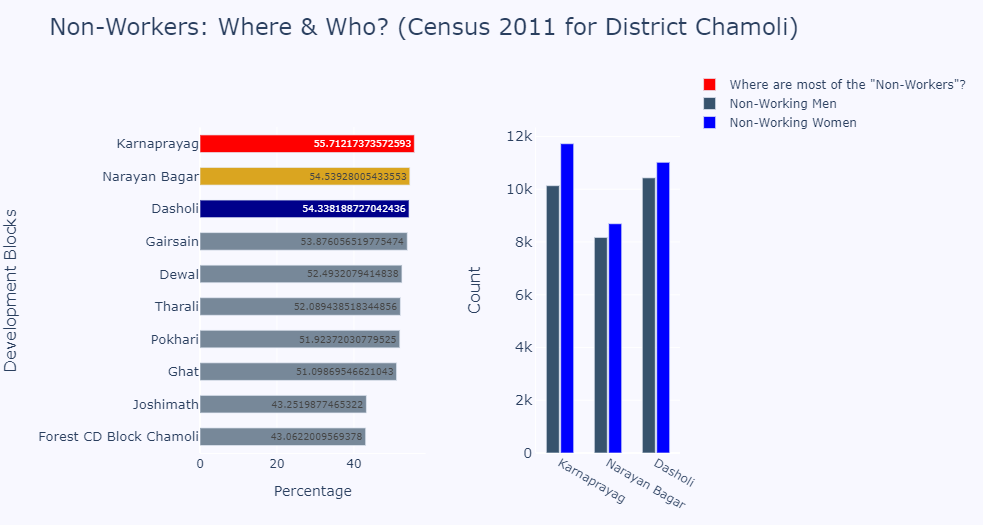 Non-Workers: Where & Who? (Census 2011 for District Chamoli)
Where are most of the "Non-Workers"?
Non-Working Men
Non-Working Women
Development Blocks
Karnaprayag 55.71217373572593
Narayan Bagar 54.53928005433553
Dasholi 54.338188727042436
Gairsain 53.876056519775474
Dewal 52.4932079414838
Tharali 52.089438518344856
Pokhari 51.92372030779525
Ghat 51.09869546621043
Joshimath 43.2519877465322
Forest CD Block Chamoli 43.0622009569378
0 20 40
Percentage
Count
12k
10k
8k
6k
4k
2k
0
Karnaprayag
Narayan Bagar
Dasholi